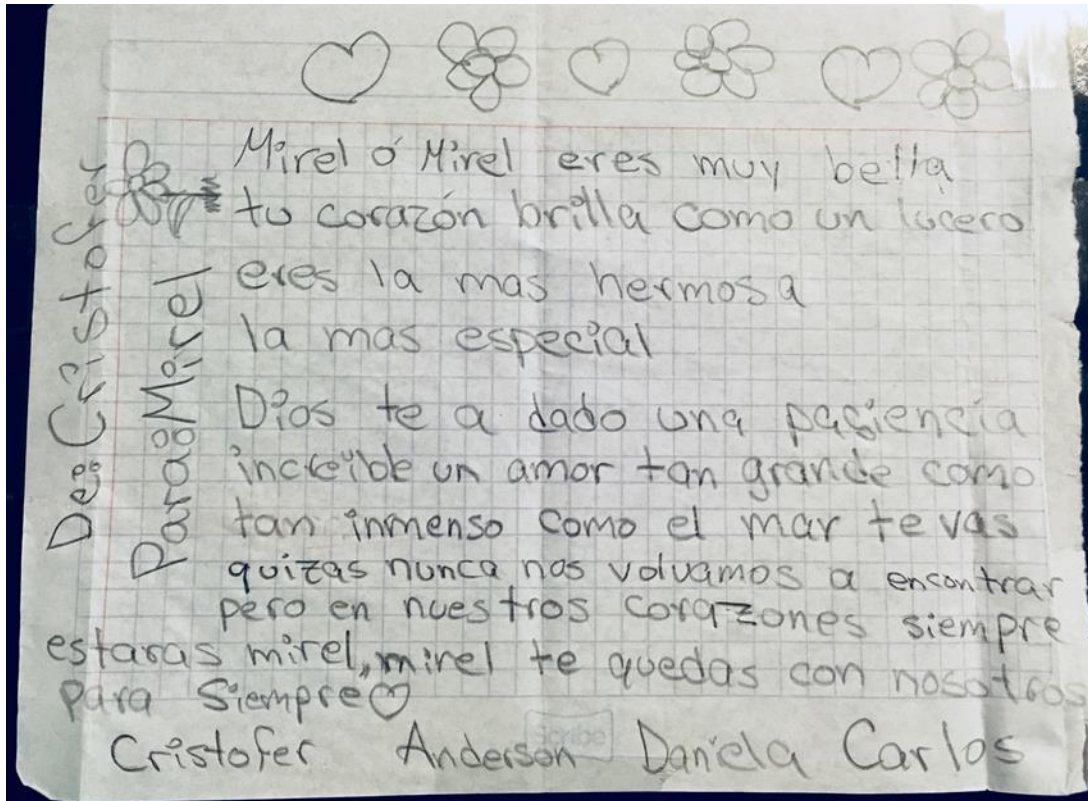 Mirel ó Mirel eres muy bella
tu corazón brilla como un lucero
eres la mas hermosa
la mas especial
Dios te a dado una pasiencia
increíble un amor tan grande como
tan inmenso como el mar te vas
quizas nunca nos volvamos a encontrar
pero en nuestros corazones siempre
estaras mirel, mirel te quedas con nosotros
para siempre
Cristofer Anderson Daniela Carlos
De: Cristofer
Para: Mirel
Scribe